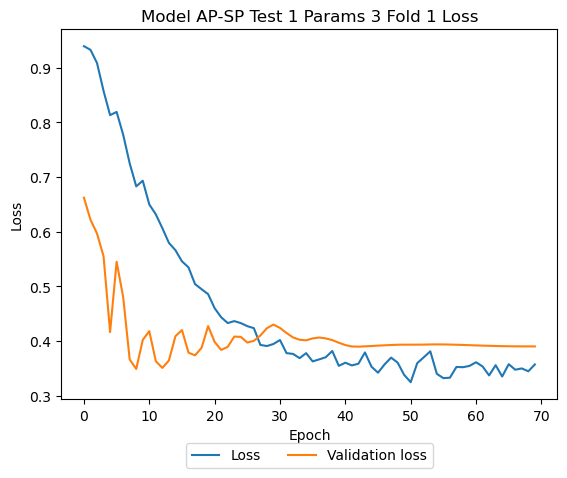 Model AP-SP Test 1 Params 3 Fold 1 Loss
Loss
0.9
0.8
0.7
0.6
0.5
0.4
0.3
0 10 20 30 40 50 60 70
Epoch
Loss Validation loss